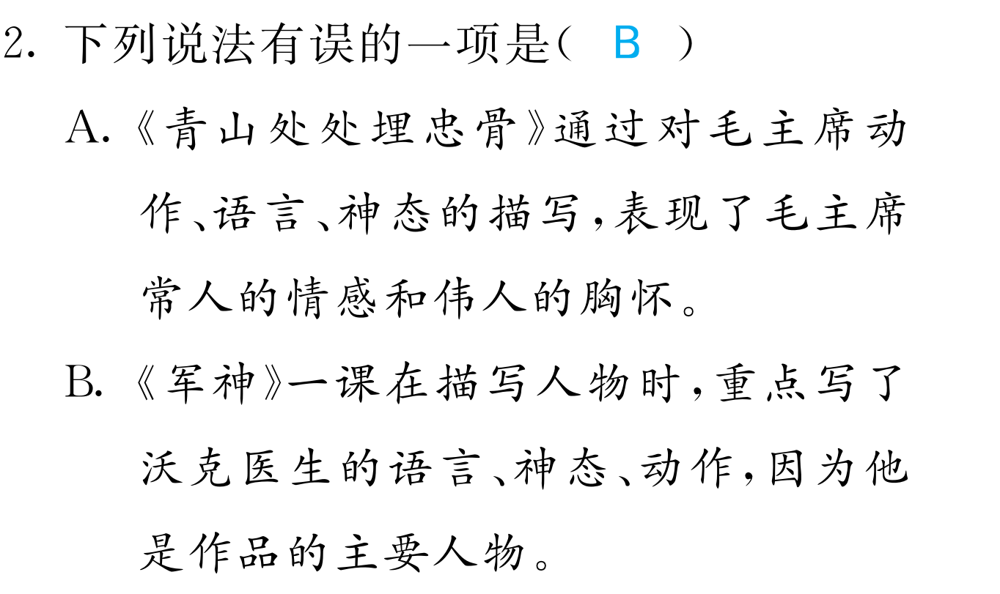 2. 下列说法有误的一项是( B )
A.《青山处处埋忠骨》通过对毛主席动
作、语言、神态的描写,表现了毛主席
常人的情感和伟人的胸怀。
B.《军神》一课在描写人物时,重点写了
沃克医生的语言、神态、动作,因为他
是作品的主要人物。